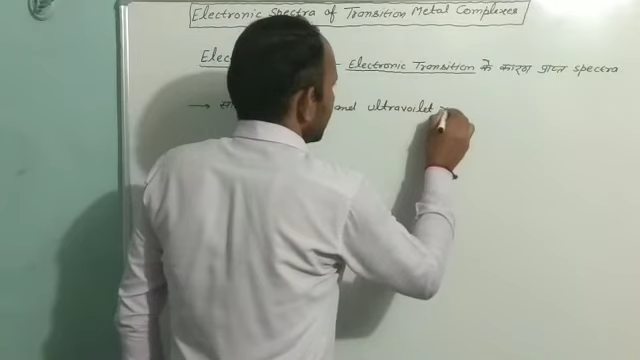 Electronic Spectra of Transition Metal Complexes
Electronic Transition के कारण प्राप्त spectra
→ and ultravoilet